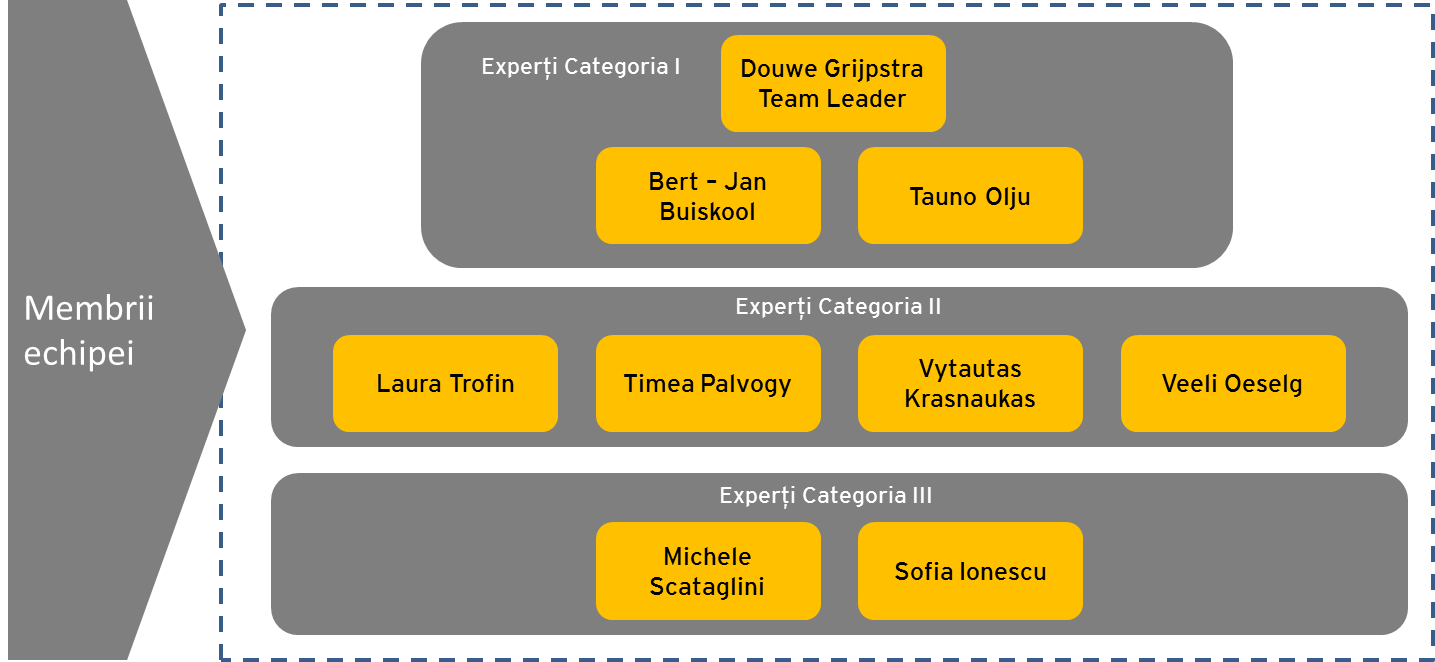 Membrii
echipei
Experți Categoria I
Douwe Grijpstra
Team Leader
Bert – Jan
Buiskool
Tauno Olju
Experți Categoria II
Laura Trofin
Timea Palvogy
Vytautas
Krasnaukas
Veeli Oeselg
Experți Categoria III
Michele
Scataglini
Sofia Ionescu